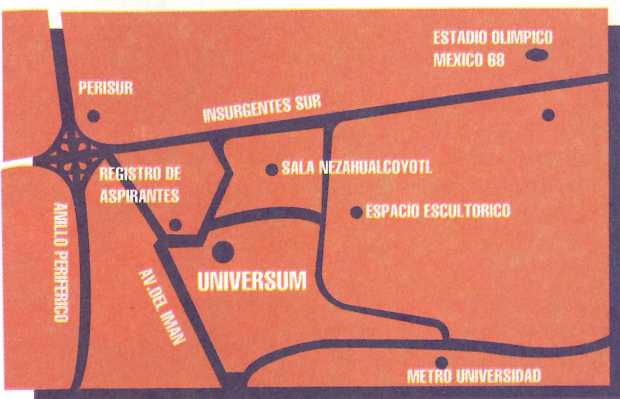 ESTADIO OLIMPICO
MEXICO 68
PERISUR
INSURGENTES SUR
REGISTRO DE
ASPIRANTES
SALA NEZAHUALCOYOTL
ESPACIO ESCULTORICO
ANILLO PERIFERICO
AV. DEL IMAN
UNIVERSUM
METRO UNIVERSIDAD